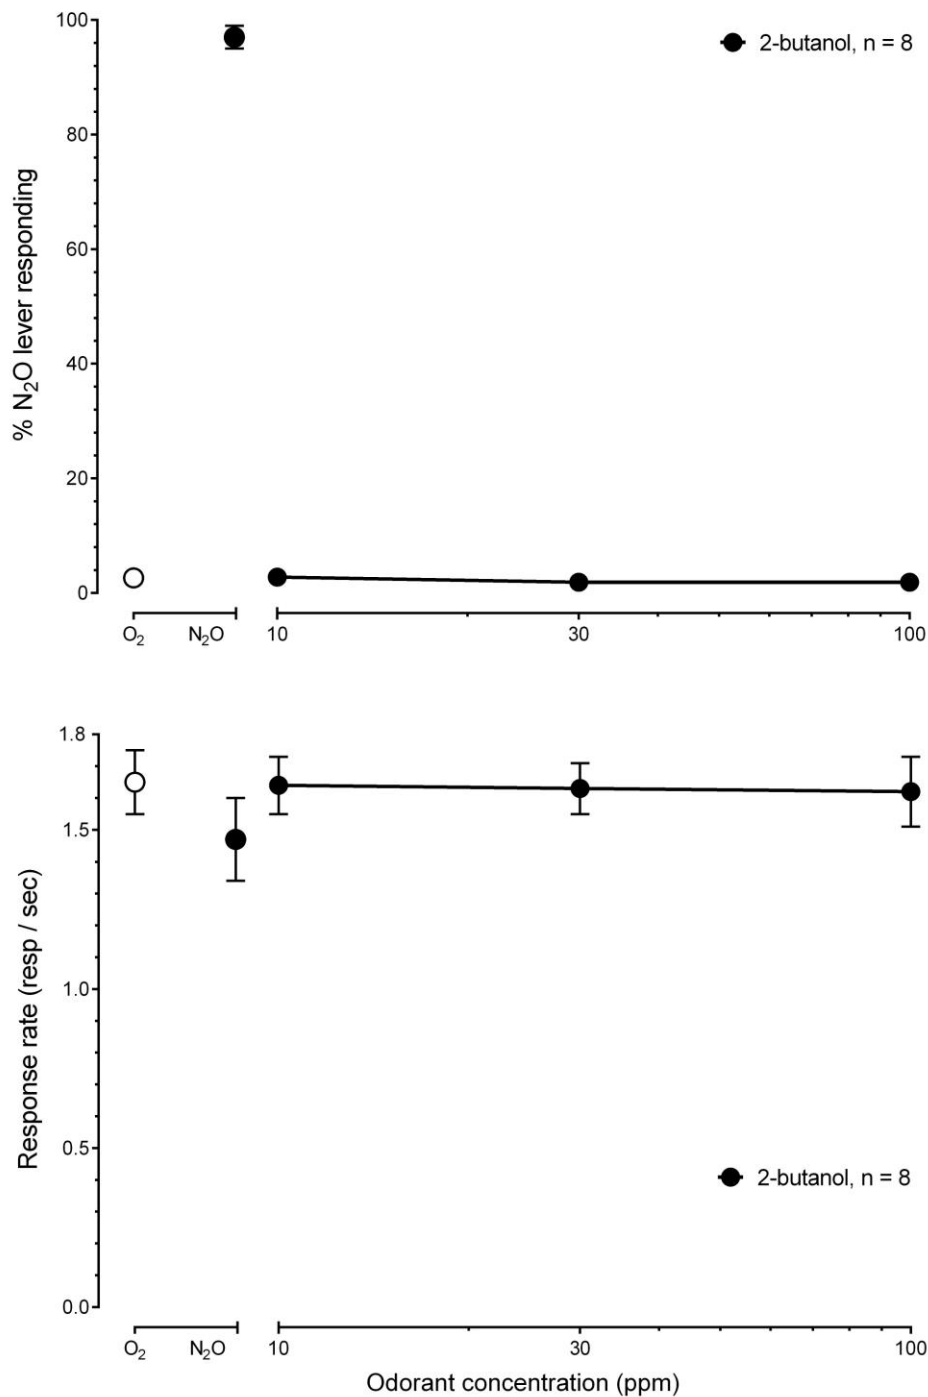 100
2-butanol, n = 8
80
60
40
20
0
% N₂O lever responding
O₂ N₂O 10 30 100
1.8
1.5
1.0
0.5
0.0
Response rate (resp / sec)
2-butanol, n = 8
O₂ N₂O 10 30 100
Odorant concentration (ppm)